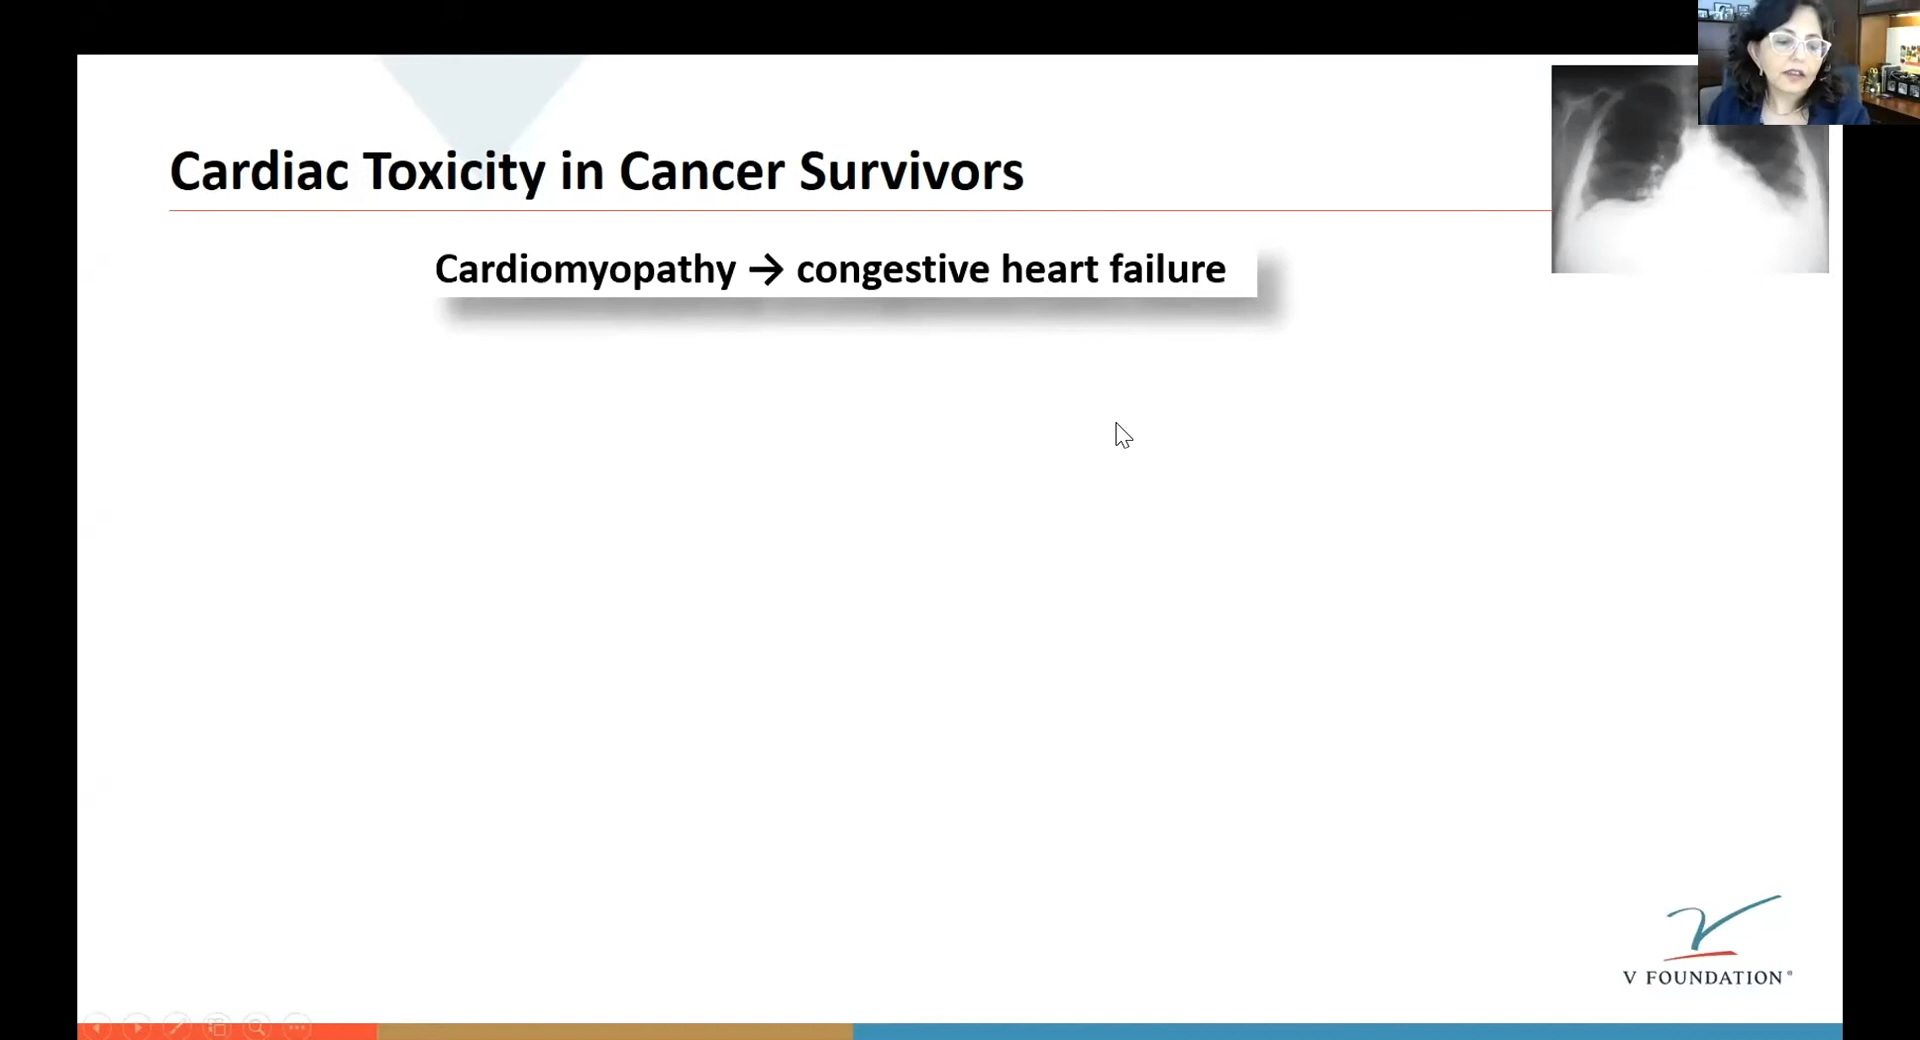 Cardiac Toxicity in Cancer Survivors
Cardiomyopathy → congestive heart failure
V FOUNDATION®